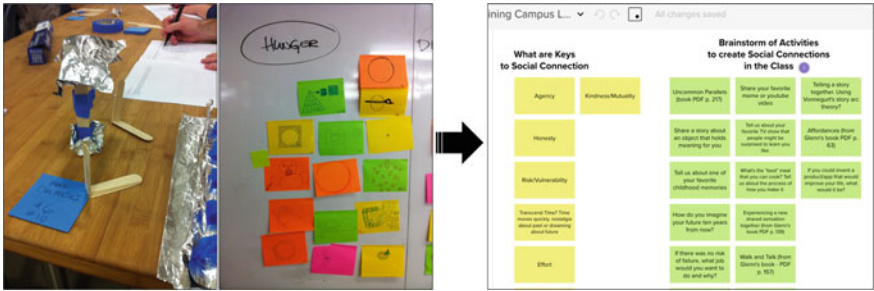 HUNGER
ining Campus L...
All changes saved
What are Keys
to Social Connection
Agency
Kindness/Mutuality
Honesty
Risk/Vulnerability
Transcend Time? Time
moves quickly, nostalgia
about past or dreaming
about future
Effort
Brainstorm of Activities
to create Social Connections
in the Class
Uncommon Parallels
(book PDF p. 217)
Share your favorite
meme or youtube
video
Telling a story
together. Using
Vonnegut's story arc
theory?
Share a story about
an object that holds
meaning for you
Tell us about your
favorite TV show that
people might be
surprised to learn you
like.
Affordances (from
Glenn's book PDF p.
63)
Tell us about one of
your favorite
childhood memories
What's the "best" meal
that you can cook? Tell
us about the process of
how you make it
If you could invent a
product/app that would
improve your life, what
would it be?
How do you imagine
your future ten years
from now?
Experiencing a new
shared sensation
together (from Glenn's
book PDF p. 139)
If there was no risk
of failure, what job
would you want to
do and why?
Walk and Talk (from
Glenn's book - PDF
p. 157)